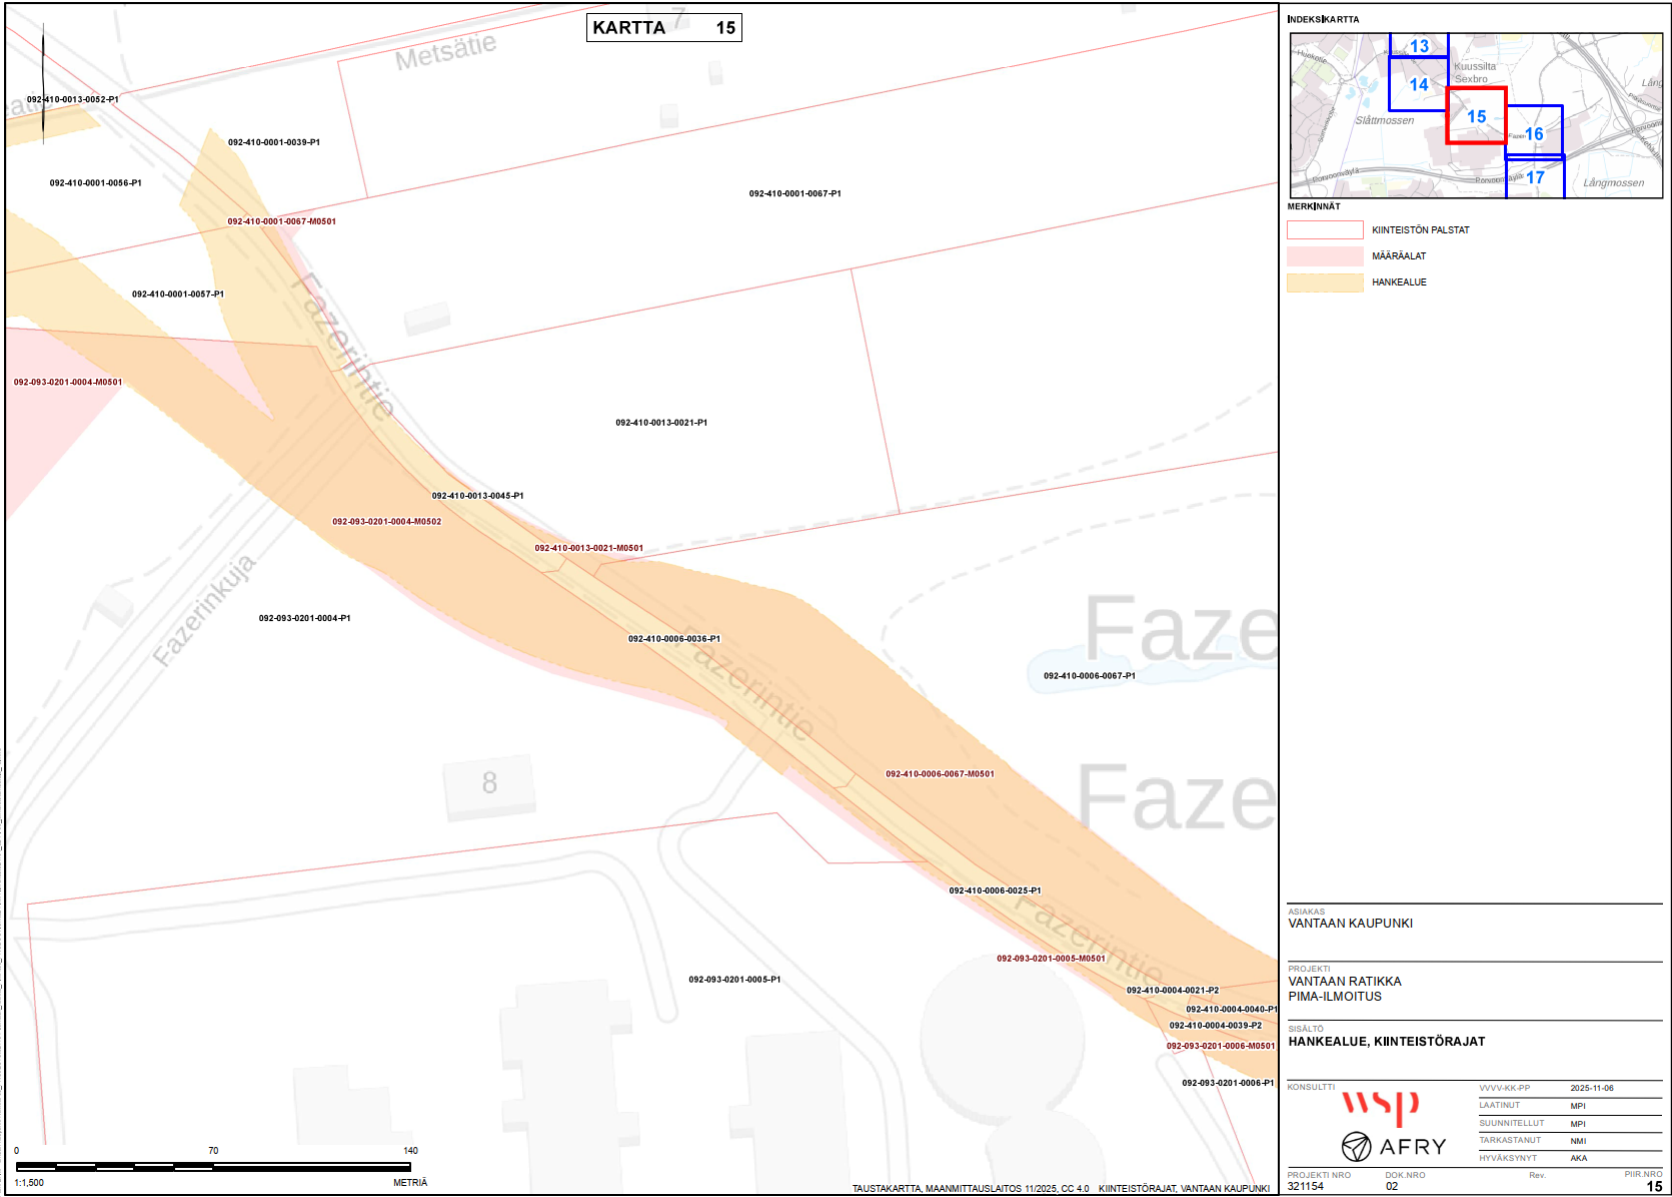 KARTTA 15
7
Metsätie
092-410-0013-0052-P1
092-410-0001-0039-P1
092-410-0001-0056-P1
092-410-0001-0067-P1
092-410-0001-0067-M0501
092-410-0001-0057-P1
Fazerintie
092-093-0201-0004-M0501
092-410-0013-0021-P1
092-410-0013-0045-P1
092-093-0201-0004-M0502
092-410-0013-0021-M0501
Fazerinkuja
092-093-0201-0004-P1
092-410-0006-0036-P1
Faze
Fazerintie
092-410-0006-0067-P1
092-410-0006-0067-M0501
8
Faze
092-410-0006-0025-P1
Fazerintie
092-093-0201-0005-M0501
092-093-0201-0005-P1
092-410-0004-0021-P2
092-410-0004-0040-P1
092-410-0004-0039-P2
092-093-0201-0006-M0501
092-093-0201-0006-P1
0 70 140
1:1,500 METRIÄ
TAUSTAKARTTA, MAANMITTAUSLAITOS 11/2025, CC 4.0 KIINTEISTÖRAJAT, VANTAAN KAUPUNKI
INDEKSIKARTTA
13
14
Kuussilta
Sexbro
15
Slåttmossen
16
17
Långmossen
Porvoonväylä
MERKINNÄT
KIINTEISTÖN PALSTAT
MÄÄRÄALAT
HANKEALUE
ASIAKAS
VANTAAN KAUPUNKI
PROJEKTI
VANTAAN RATIKKA
PIMA-ILMOITUS
SISÄLTÖ
HANKEALUE, KIINTEISTÖRAJAT
KONSULTTI
wsp
AFRY
VVVV-KK-PP 2025-11-06
LAATINUT MPI
SUUNNITELLUT MPI
TARKASTANUT NMI
HYVÄKSYNYT AKA
PROJEKTI NRO DOK.NRO Rev. PIIR.NRO
321154 02 15